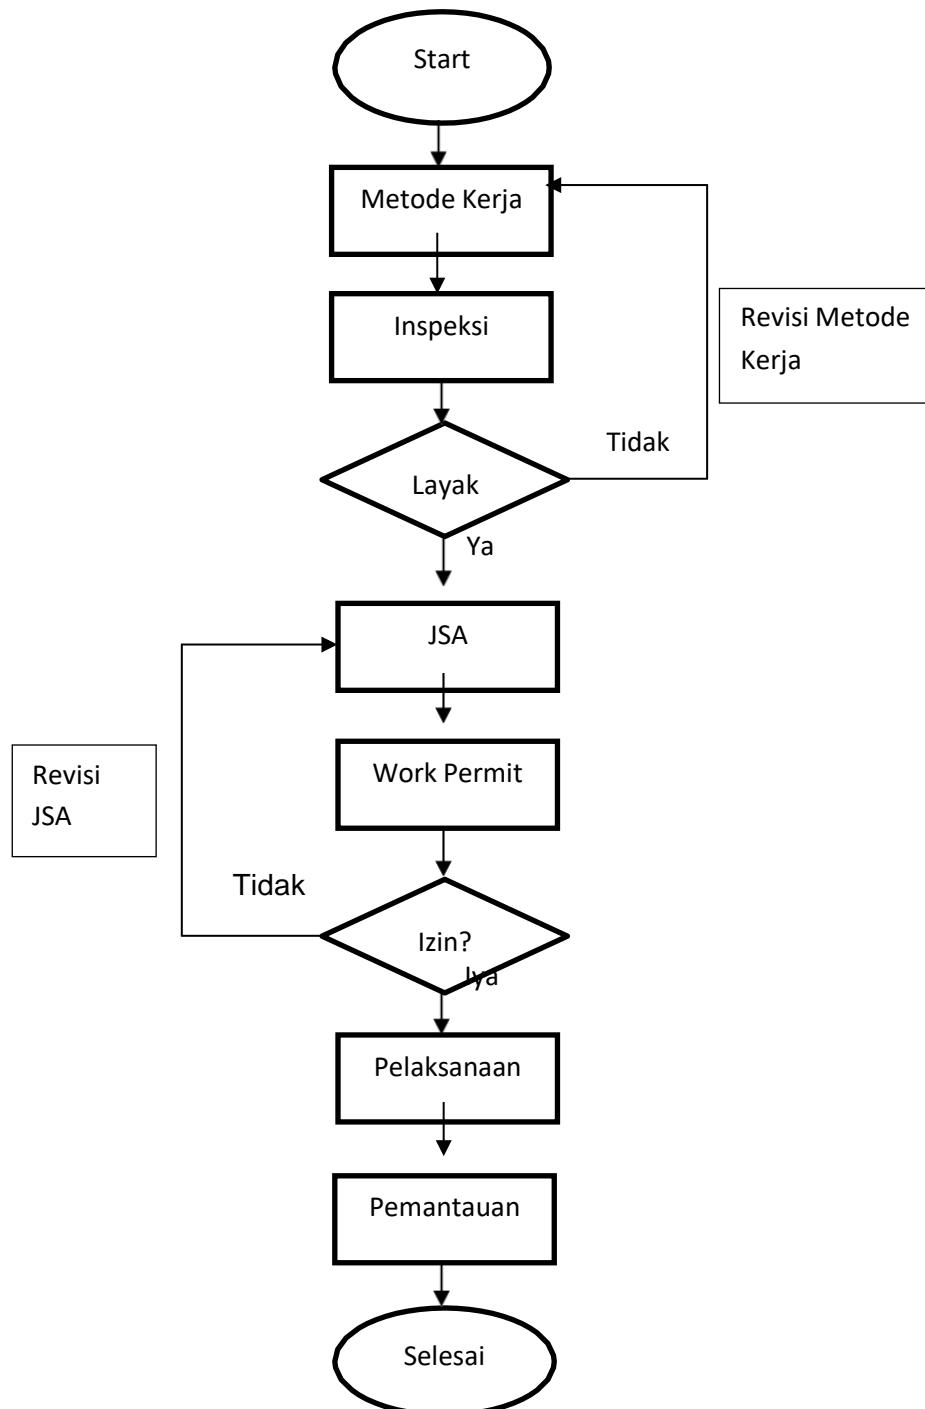 Start
Metode Kerja
Inspeksi
Revisi Metode
Kerja
Tidak
Layak
Ya
JSA
Work Permit
Revisi
JSA
Tidak
Izin?
Iya
Pelaksanaan
Pemantauan
Selesai